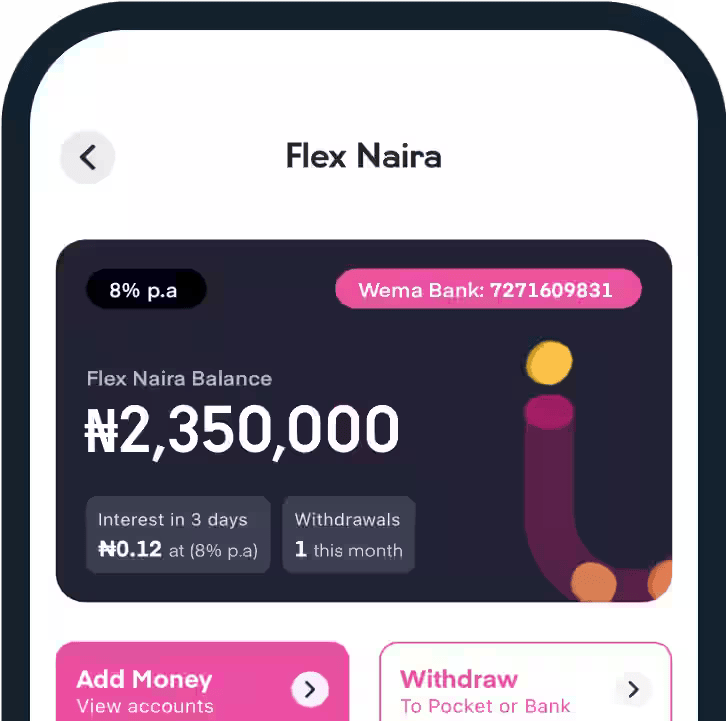 Flex Naira
8% p.a
Wema Bank: 7271609831
Flex Naira Balance
₦2,350,000
Interest in 3 days
₦0.12 at (8% p.a)
Withdrawals
1 this month
Add Money
View accounts
Withdraw
To Pocket or Bank